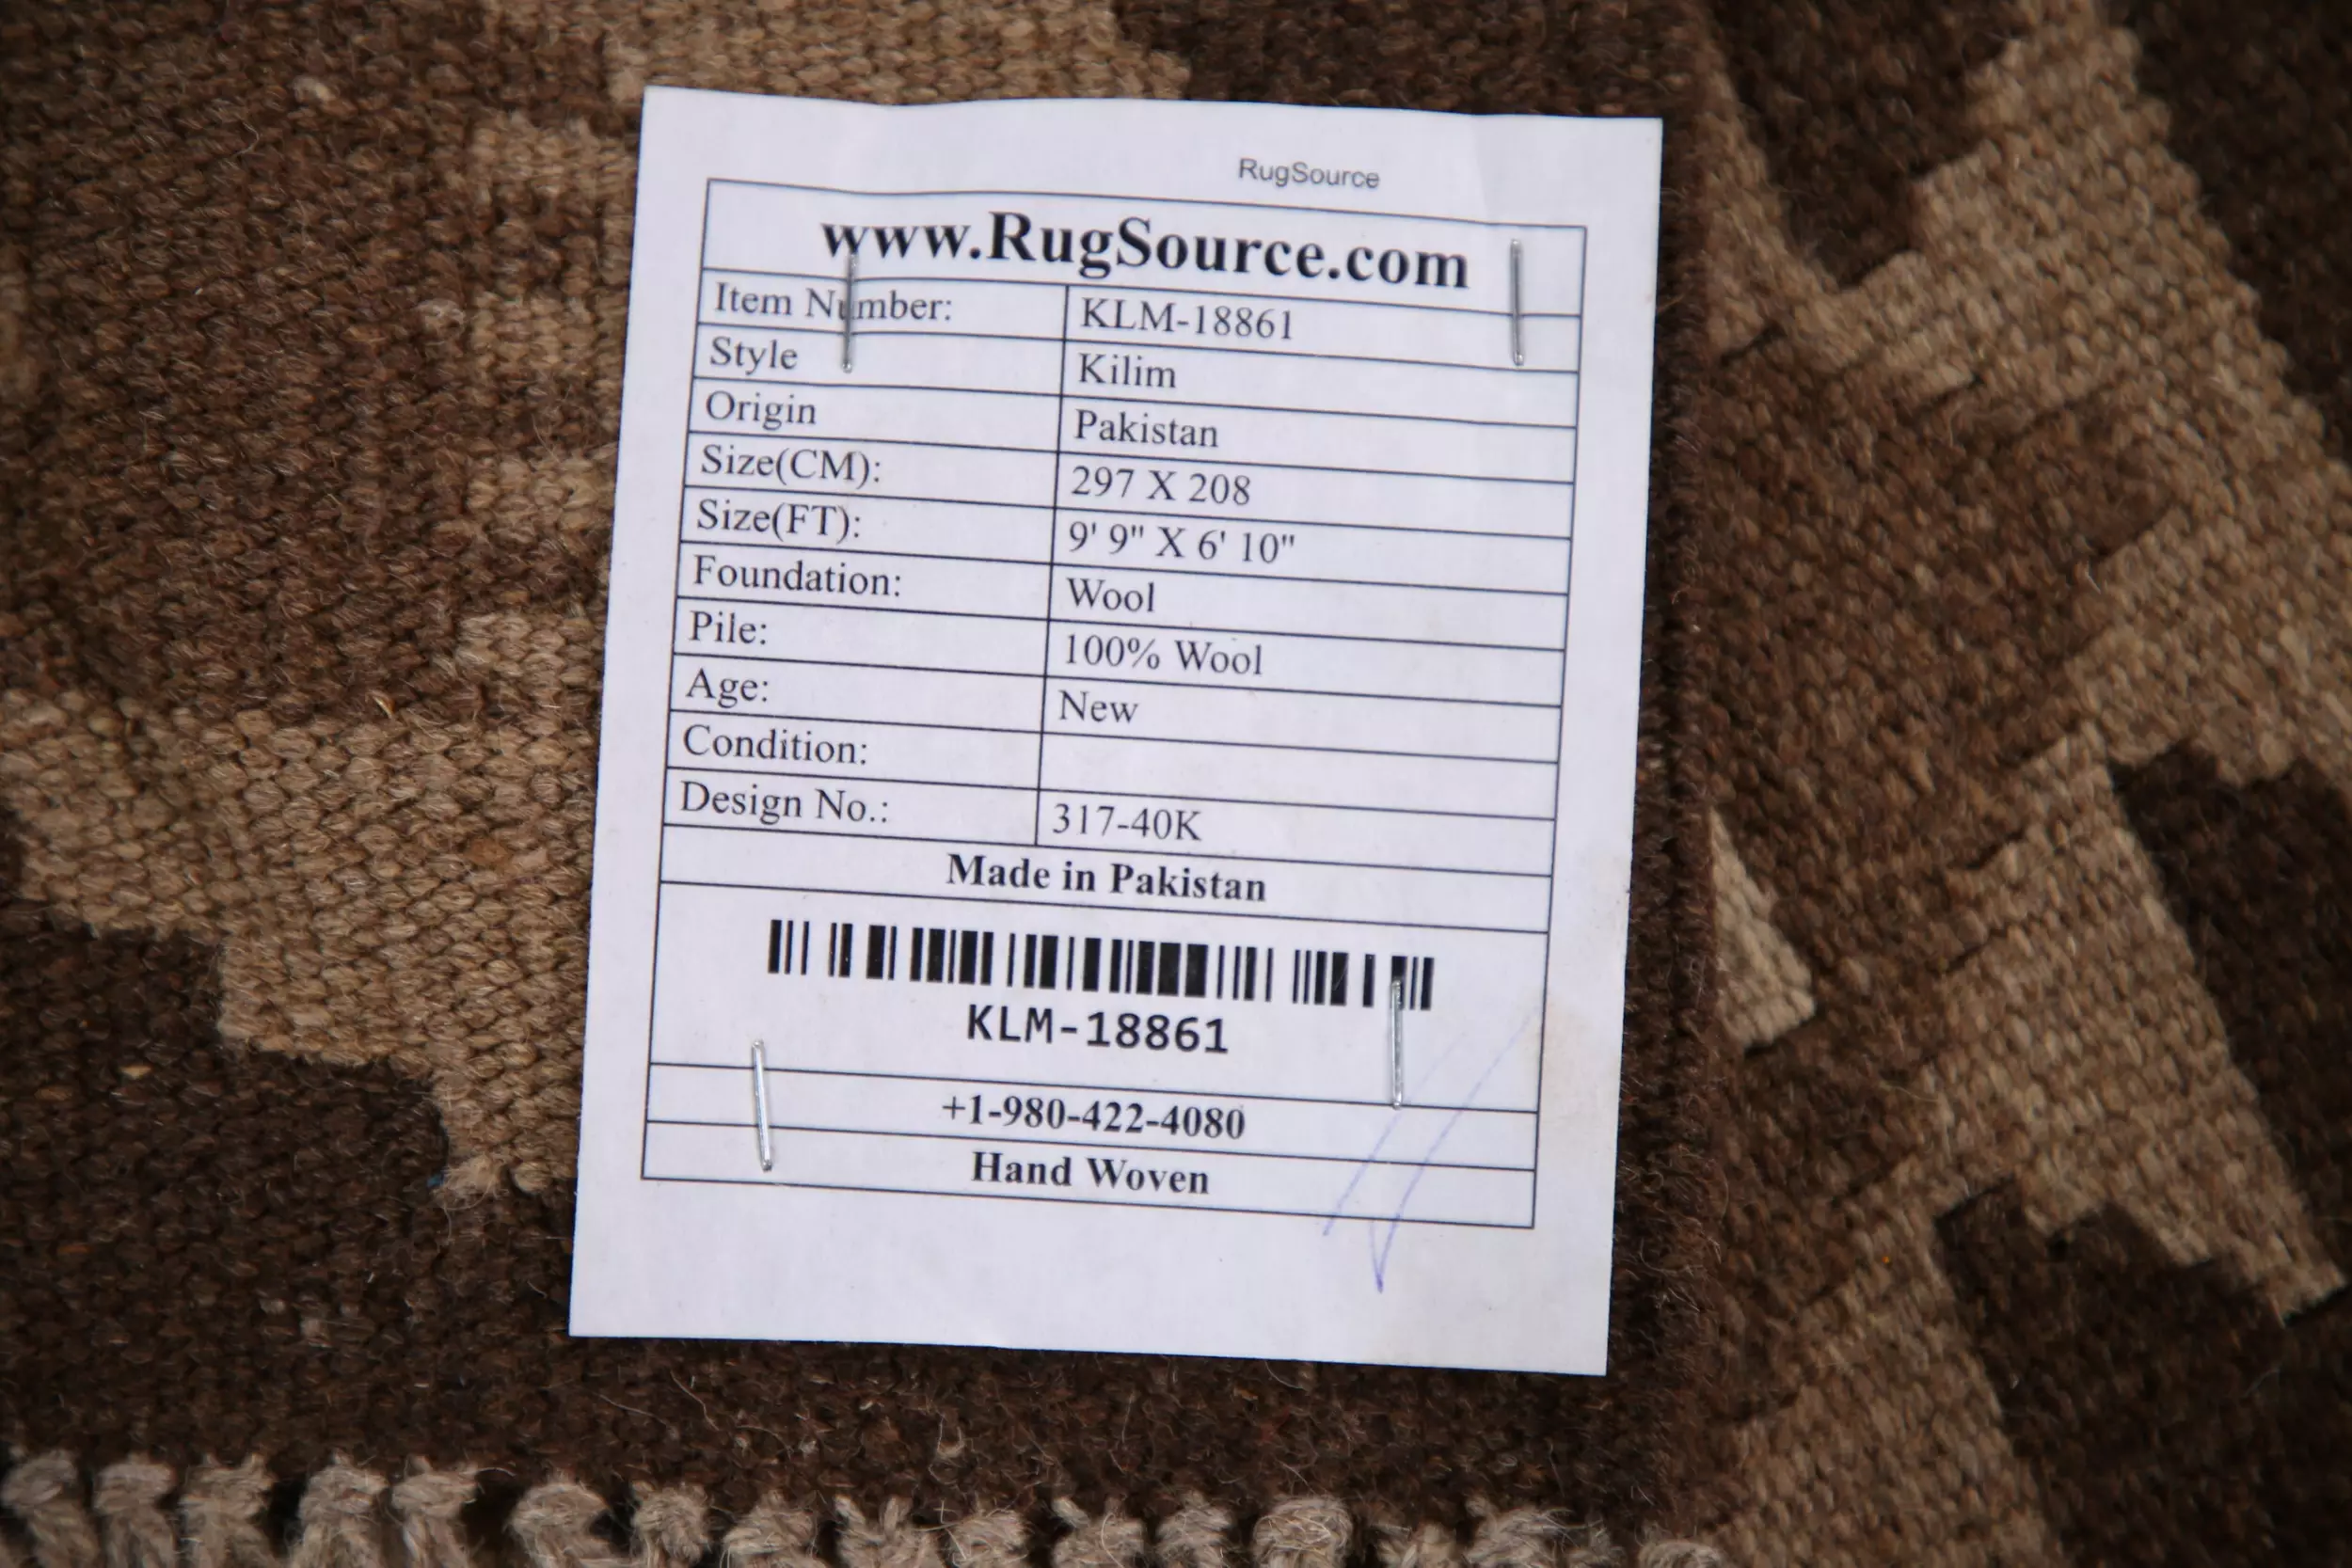 RugSource
www.RugSource.com
Item Number: KLM-18861
Style Kilim
Origin Pakistan
Size(CM): 297 X 208
Size(FT): 9' 9" X 6' 10"
Foundation: Wool
Pile: 100% Wool
Age: New
Condition:
Design No.: 317-40K
Made in Pakistan
KLM-18861
+1-980-422-4080
Hand Woven